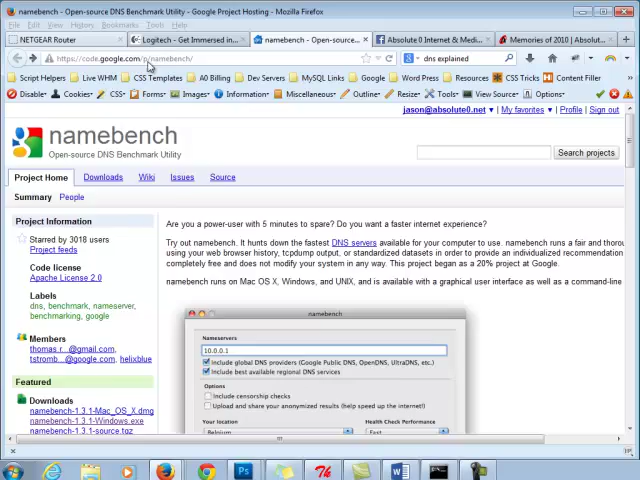 namebench - Open-source DNS Benchmark Utility - Google Project Hosting - Mozilla Firefox
File Edit View History Bookmarks Tools Help
NETGEAR Router
Logitech - Get Immersed in...
namebench - Open-sourc...
Absolute 0 Internet & Medi...
Memories of 2010 | Absolut...
https://code.google.com/p/namebench/
dns explained
Script Helpers Live WHM CSS Templates A0 Billing Dev Servers MySQL Links Google Word Press Resources CSS Tricks Content Filler
Disable Cookies CSS Forms Images Information Miscellaneous Outline Resize Tools View Source Options
jason@absolute0.net | My favorites | Profile | Sign out
namebench
Open-source DNS Benchmark Utility
Search projects
Project Home Downloads Wiki Issues Source
Summary People
Project Information
Starred by 3018 users
Project feeds
Code license
Apache License 2.0
Labels
dns, benchmark, nameserver,
benchmarking, google
Members
thomas.r...@gmail.com,
tstromb...@google.com, helixblue
Featured
Downloads
namebench-1.3.1-Mac_OS_X.dmg
namebench-1.3.1-Windows.exe
namebench-1.3.1-source.tgz
Are you a power-user with 5 minutes to spare? Do you want a faster internet experience?
Try out namebench. It hunts down the fastest DNS servers available for your computer to use. namebench runs a fair and thorou
using your web browser history, tcpdump output, or standardized datasets in order to provide an individualized recommendation
completely free and does not modify your system in any way. This project began as a 20% project at Google.
namebench runs on Mac OS X, Windows, and UNIX, and is available with a graphical user interface as well as a command-line
namebench
Nameservers
10.0.0.1
Include global DNS providers (Google Public DNS, OpenDNS, UltraDNS, etc.)
Include best available regional DNS services
Options
Include censorship checks
Upload and share your anonymized results (help speed up the internet!)
Your location Health Check Performance
Belgium Fast